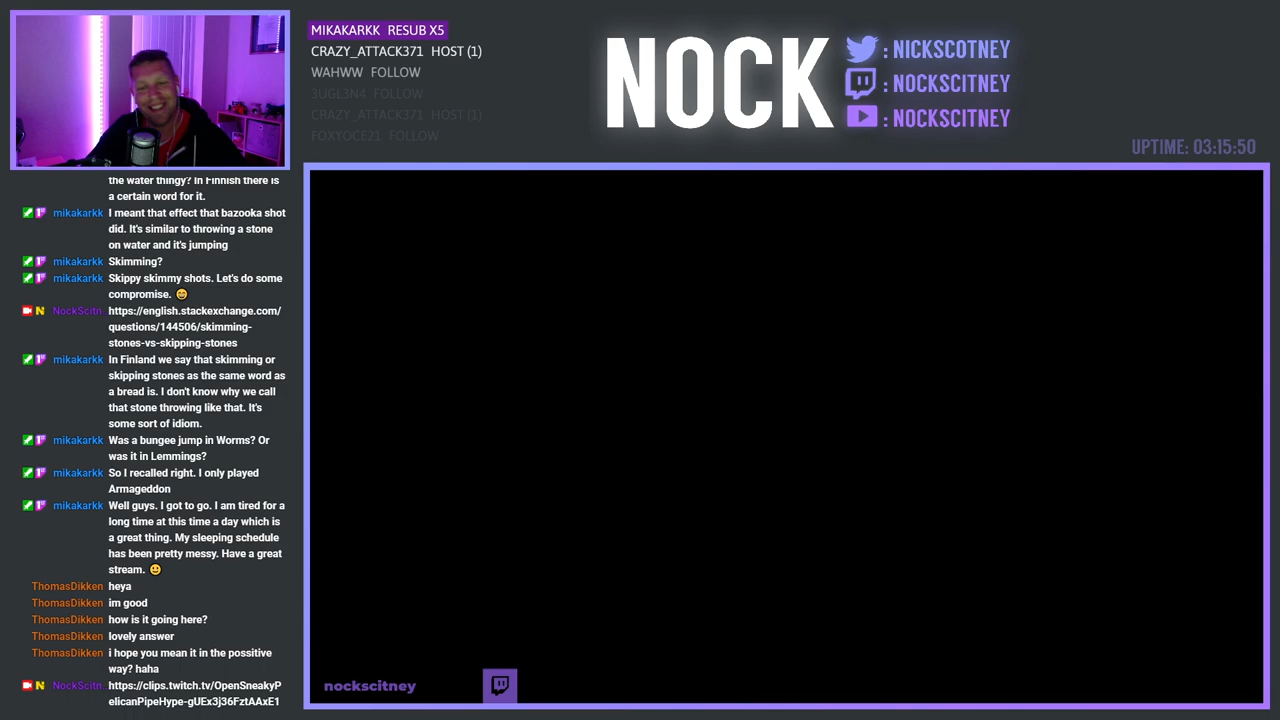 MIKAKARKK RESUB X5
CRAZY_ATTACK371 HOST (1)
WAHWW FOLLOW
3UGL3N4 FOLLOW
CRAZY_ATTACK371 HOST (1)
FOXYOCE21 FOLLOW
NOCK
: NICKSCOTNEY
: NOCKSCITNEY
: NOCKSCITNEY
UPTIME: 03:15:50
the water thingy? In Finnish there is
a certain word for it.
mikakarkk I meant that effect that bazooka shot
did. It's similar to throwing a stone
on water and it's jumping
mikakarkk Skimming?
mikakarkk Skippy skimmy shots. Let's do some
compromise. 😄
N NockScitn https://english.stackexchange.com/
questions/144506/skimming-
stones-vs-skipping-stones
mikakarkk In Finland we say that skimming or
skipping stones as the same word as
a bread is. I don't know why we call
that stone throwing like that. It's
some sort of idiom.
mikakarkk Was a bungee jump in Worms? Or
was it in Lemmings?
mikakarkk So I recalled right. I only played
Armageddon
mikakarkk Well guys. I got to go. I am tired for a
long time at this time a day which is
a great thing. My sleeping schedule
has been pretty messy. Have a great
stream. 🙂
ThomasDikken heya
ThomasDikken im good
ThomasDikken how is it going here?
ThomasDikken lovely answer
ThomasDikken i hope you mean it in the possitive
way? haha
N NockScitn https://clips.twitch.tv/OpenSneakyP
elicanPipeHype-gUEx3j36FztAAxE1
nockscitney